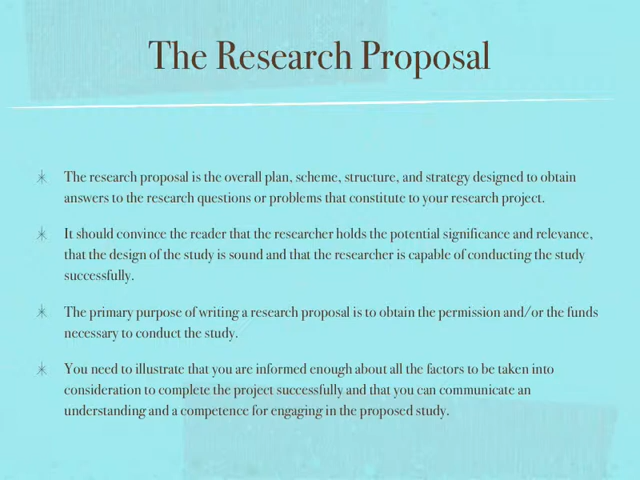 The Research Proposal
The research proposal is the overall plan, scheme, structure, and strategy designed to obtain
answers to the research questions or problems that constitute to your research project.
It should convince the reader that the researcher holds the potential significance and relevance,
that the design of the study is sound and that the researcher is capable of conducting the study
successfully.
The primary purpose of writing a research proposal is to obtain the permission and/or the funds
necessary to conduct the study.
You need to illustrate that you are informed enough about all the factors to be taken into
consideration to complete the project successfully and that you can communicate an
understanding and a competence for engaging in the proposed study.